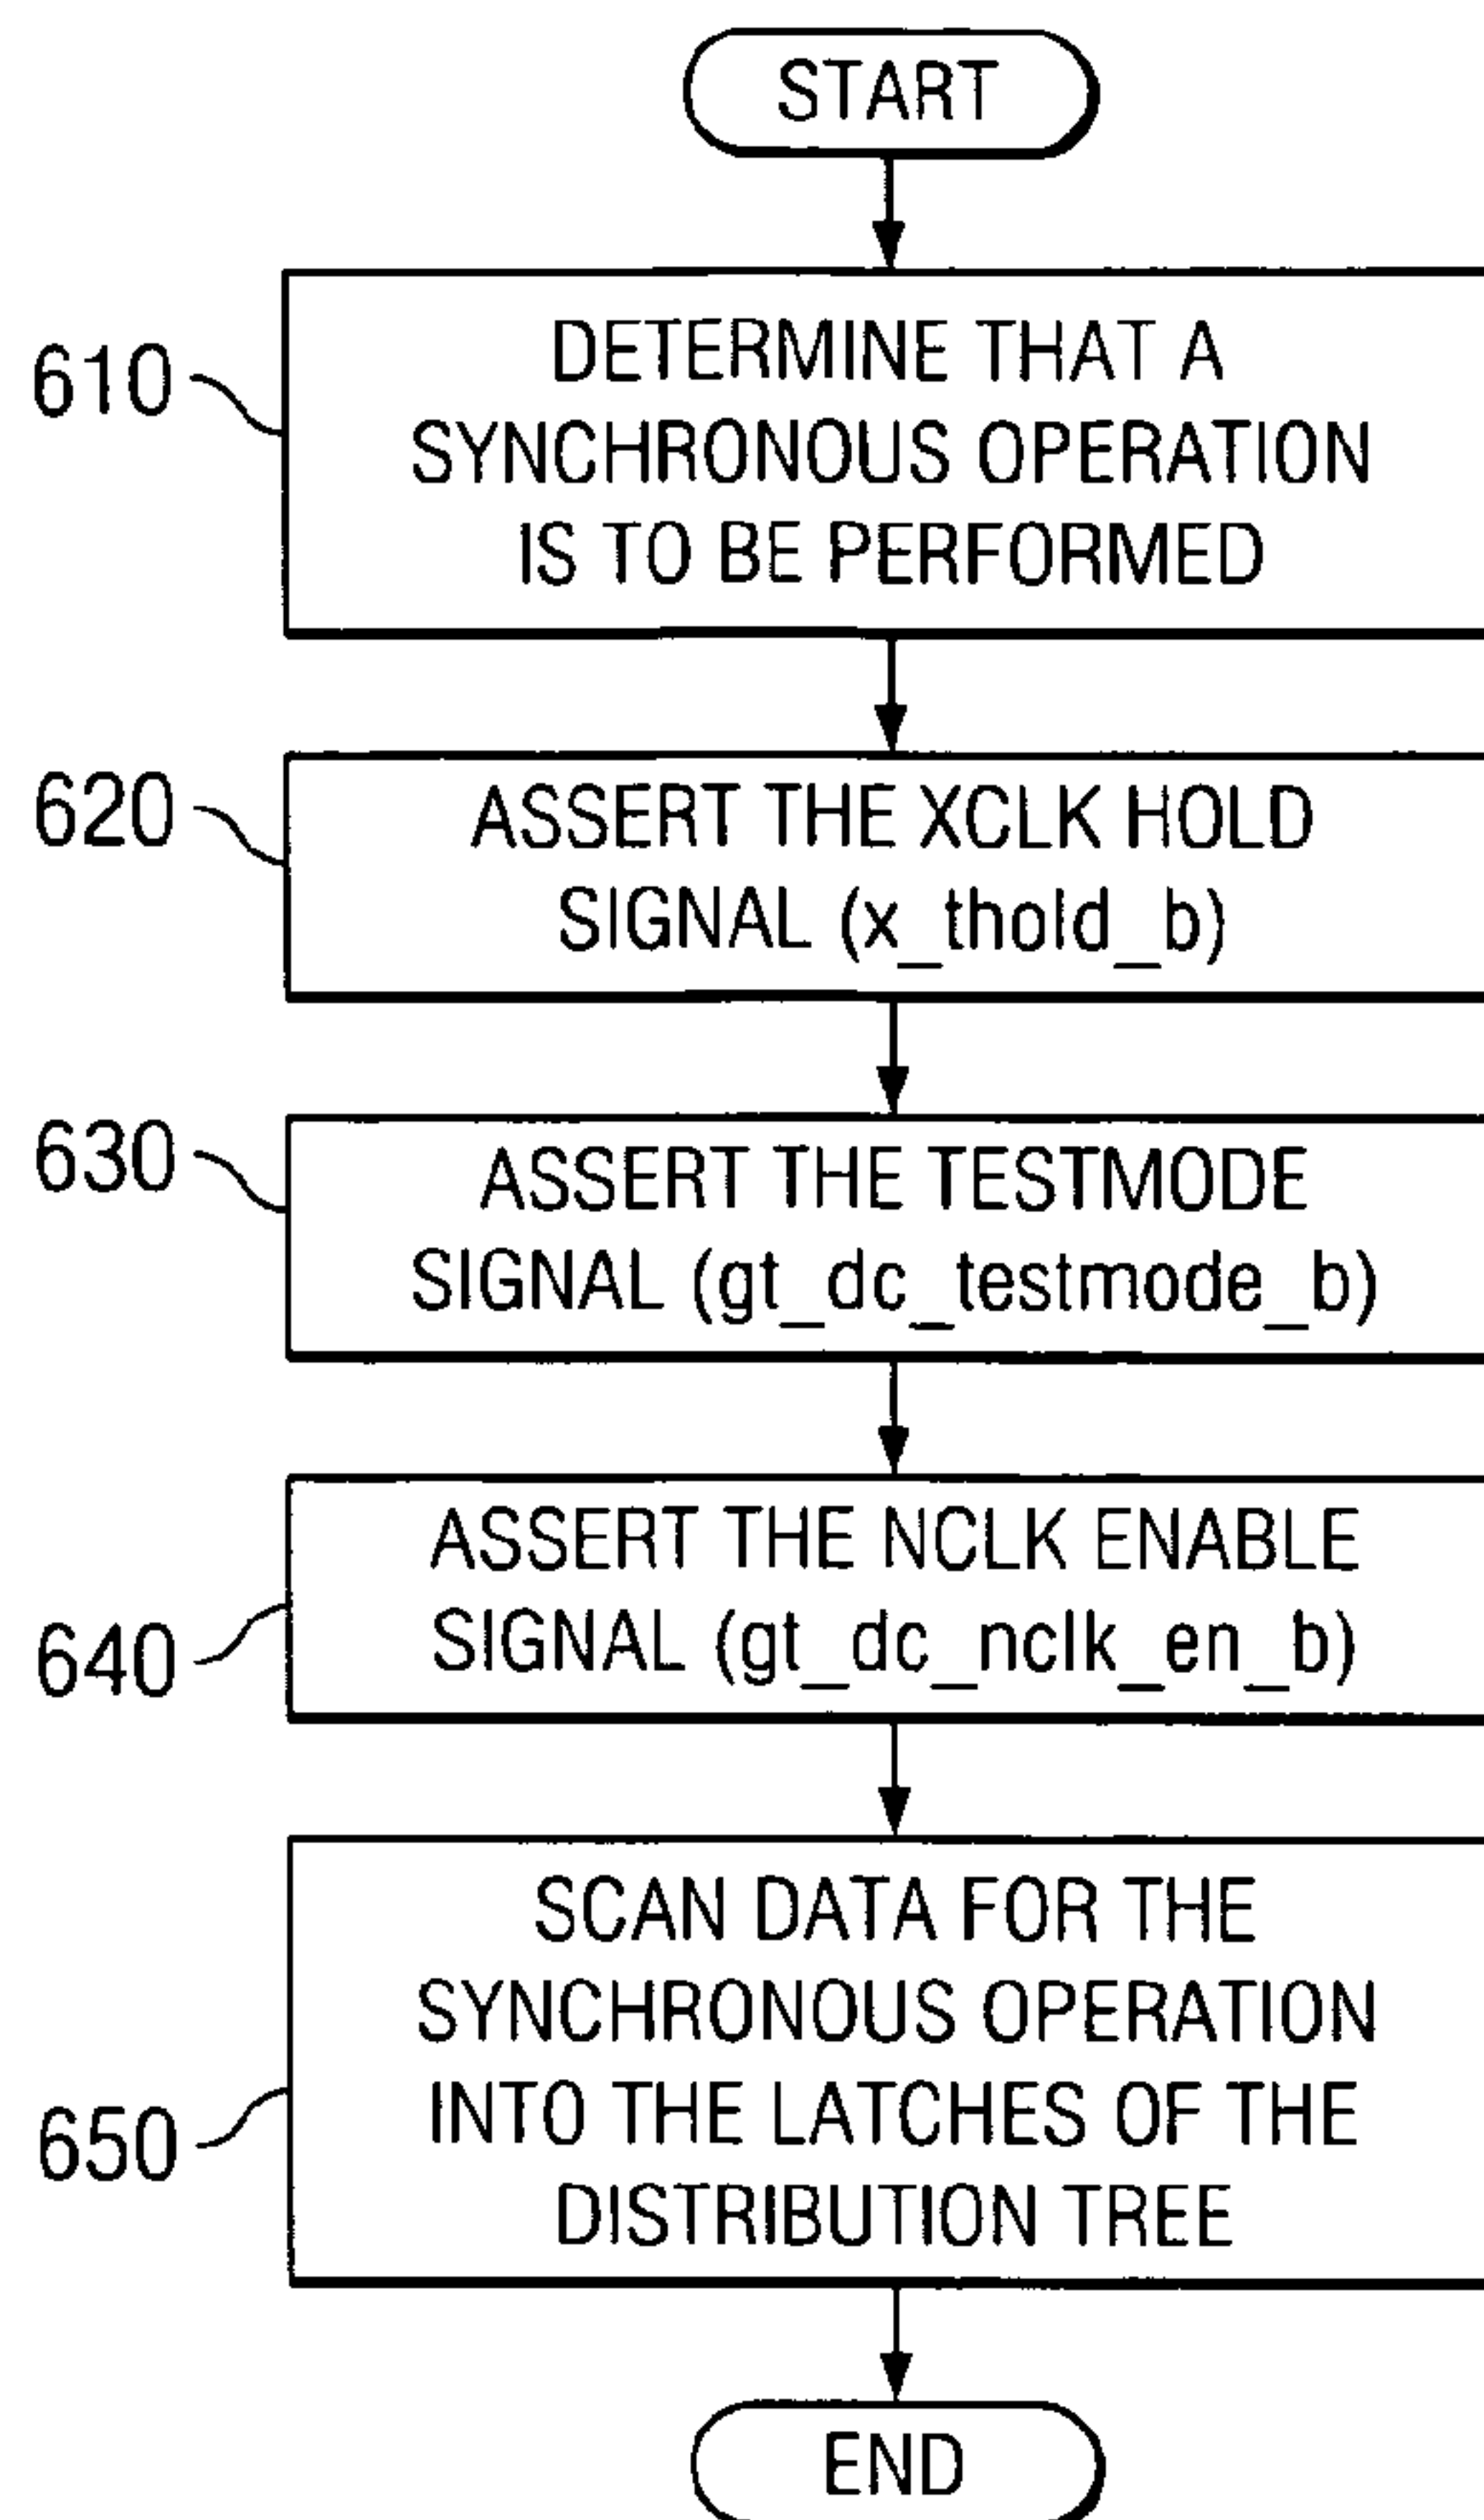 START
610
DETERMINE THAT A
SYNCHRONOUS OPERATION
IS TO BE PERFORMED
620
ASSERT THE XCLK HOLD
SIGNAL (x_thold_b)
630
ASSERT THE TESTMODE
SIGNAL (gt_dc_testmode_b)
640
ASSERT THE NCLK ENABLE
SIGNAL (gt_dc_nclk_en_b)
650
SCAN DATA FOR THE
SYNCHRONOUS OPERATION
INTO THE LATCHES OF THE
DISTRIBUTION TREE
END